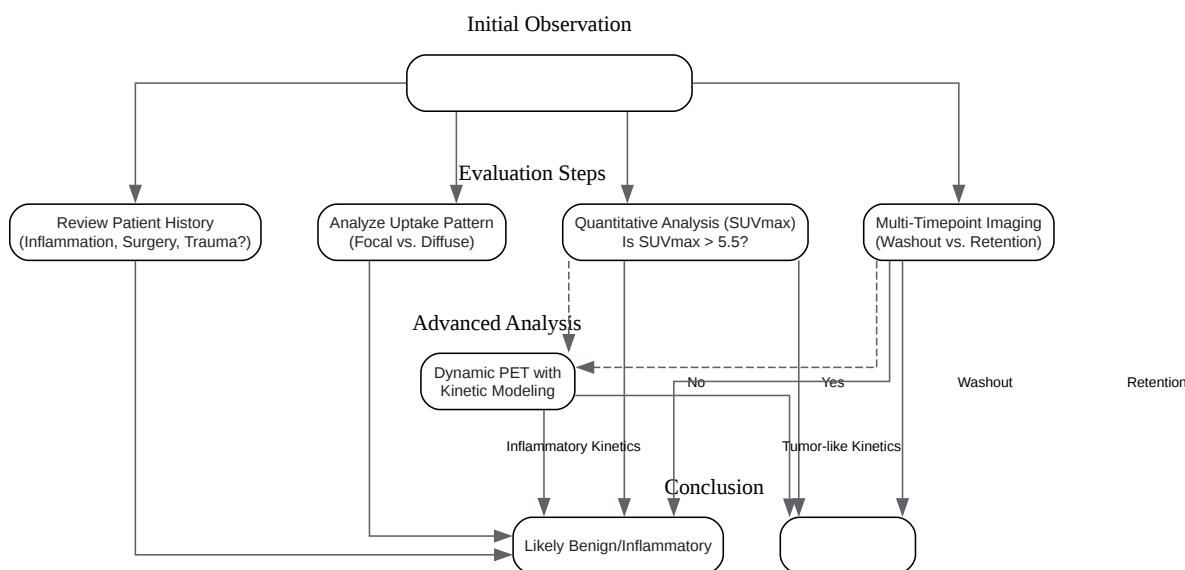 Initial Observation
Evaluation Steps
Review Patient History
(Inflammation, Surgery, Trauma?)
Analyze Uptake Pattern
(Focal vs. Diffuse)
Quantitative Analysis (SUVmax)
Is SUVmax > 5.5?
Multi-Timepoint Imaging
(Washout vs. Retention)
Advanced Analysis
Dynamic PET with
Kinetic Modeling
No
Yes
Washout
Retention
Inflammatory Kinetics
Tumor-like Kinetics
Conclusion
Likely Benign/Inflammatory